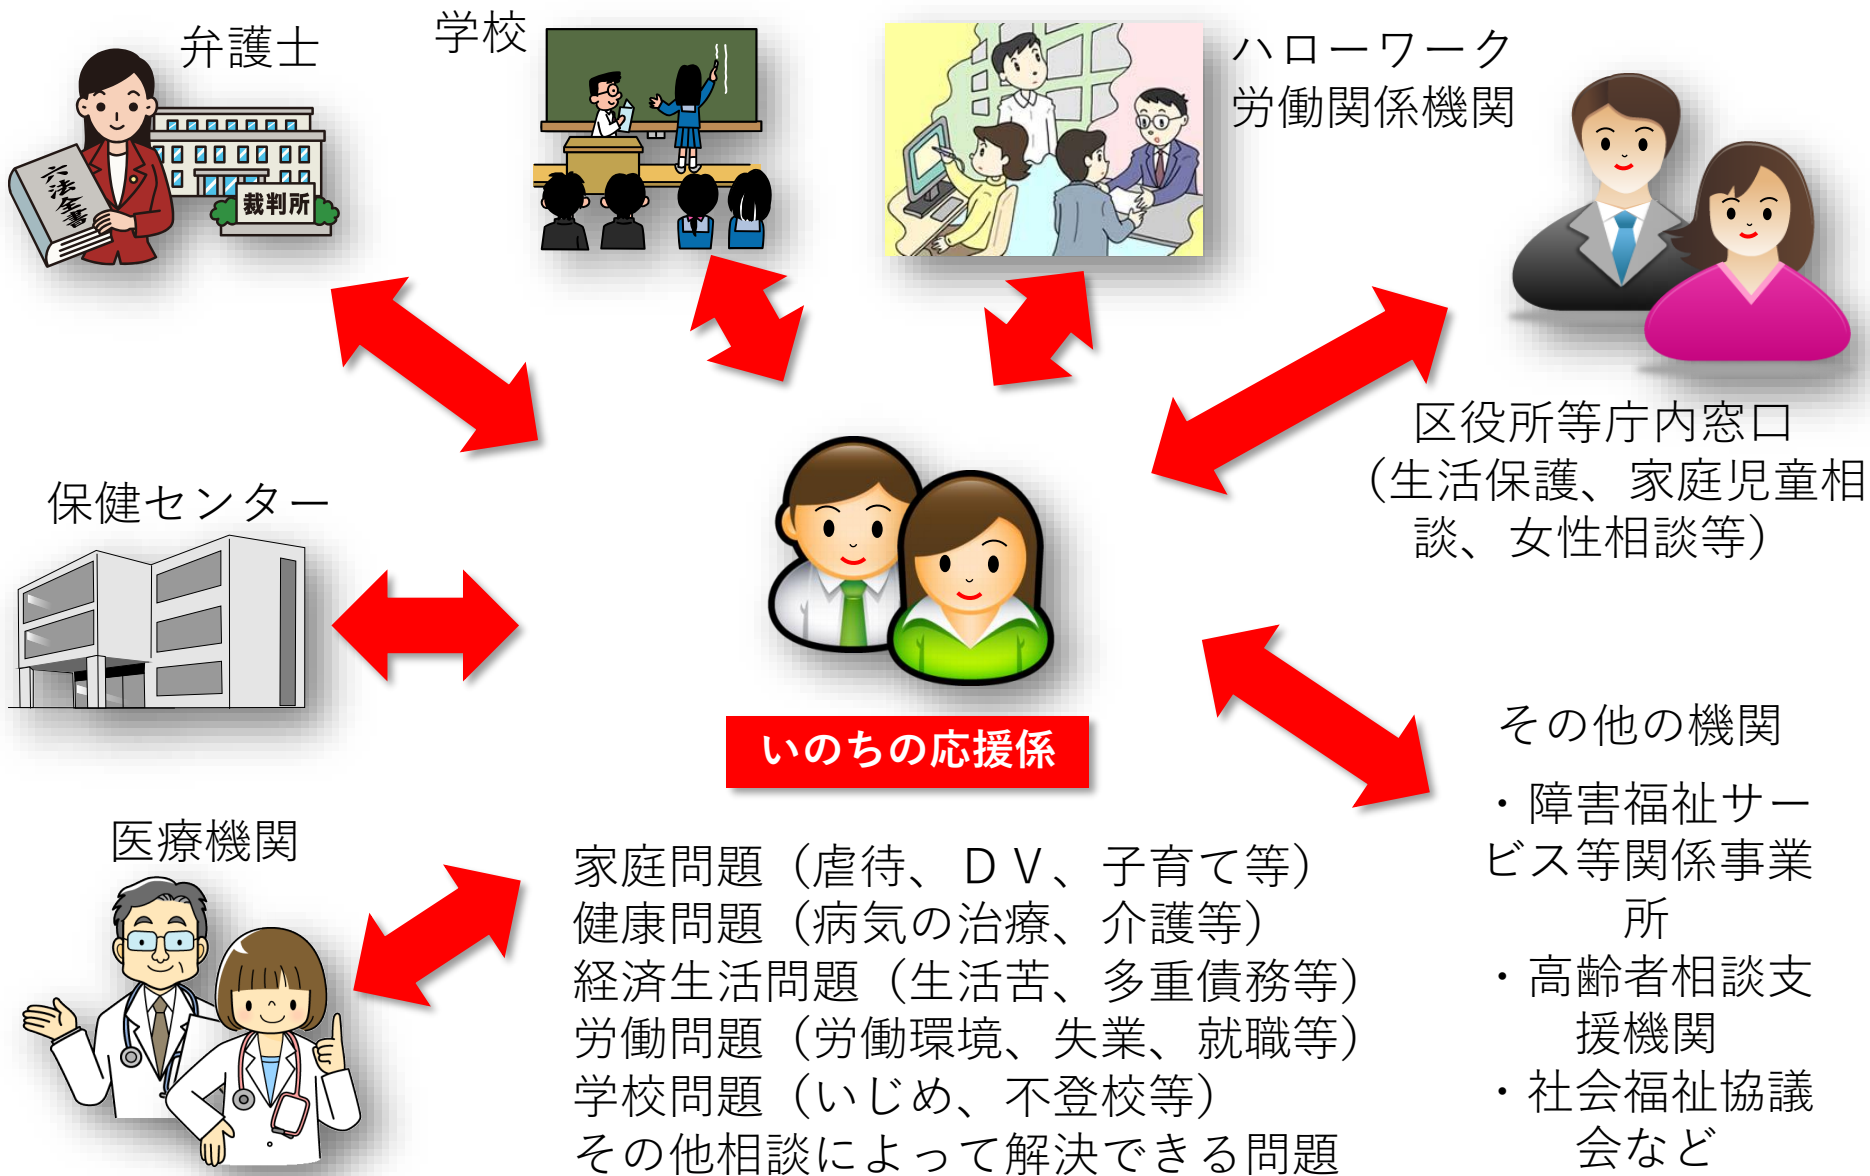 弁護士
六法全書
裁判所
学校
ハローワーク
労働関係機関
区役所等庁内窓口
（生活保護、家庭児童相
談、女性相談等）
保健センター
いのちの応援係
医療機関
家庭問題（虐待、ＤＶ、子育て等）
健康問題（病気の治療、介護等）
経済生活問題（生活苦、多重債務等）
労働問題（労働環境、失業、就職等）
学校問題（いじめ、不登校等）
その他相談によって解決できる問題
その他の機関
・障害福祉サー
ビス等関係事業
所
・高齢者相談支
援機関
・社会福祉協議
会など